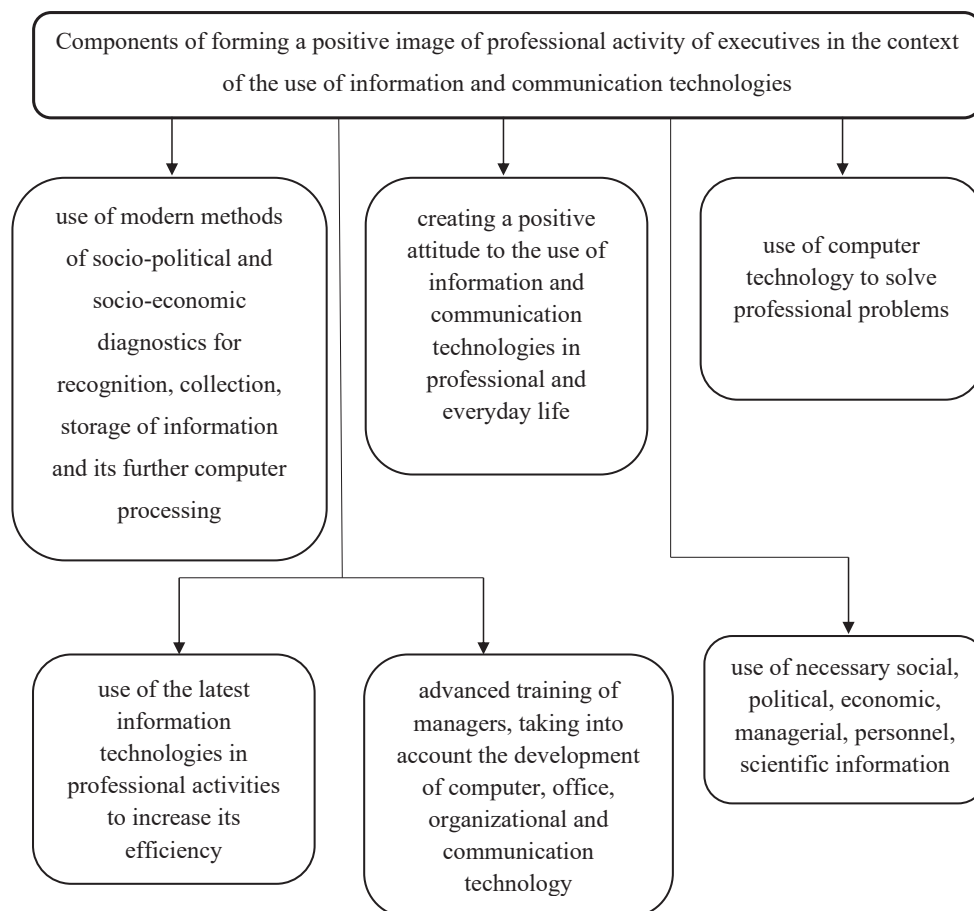 Components of forming a positive image of professional activity of executives in the context
of the use of information and communication technologies
use of modern methods
of socio-political and
socio-economic
diagnostics for
recognition, collection,
storage of information
and its further computer
processing
creating a positive
attitude to the use of
information and
communication
technologies in
professional and
everyday life
use of computer
technology to solve
professional problems
use of the latest
information
technologies in
professional activities
to increase its
efficiency
advanced training of
managers, taking into
account the development
of computer, office,
organizational and
communication
technology
use of necessary social,
political, economic,
managerial, personnel,
scientific information